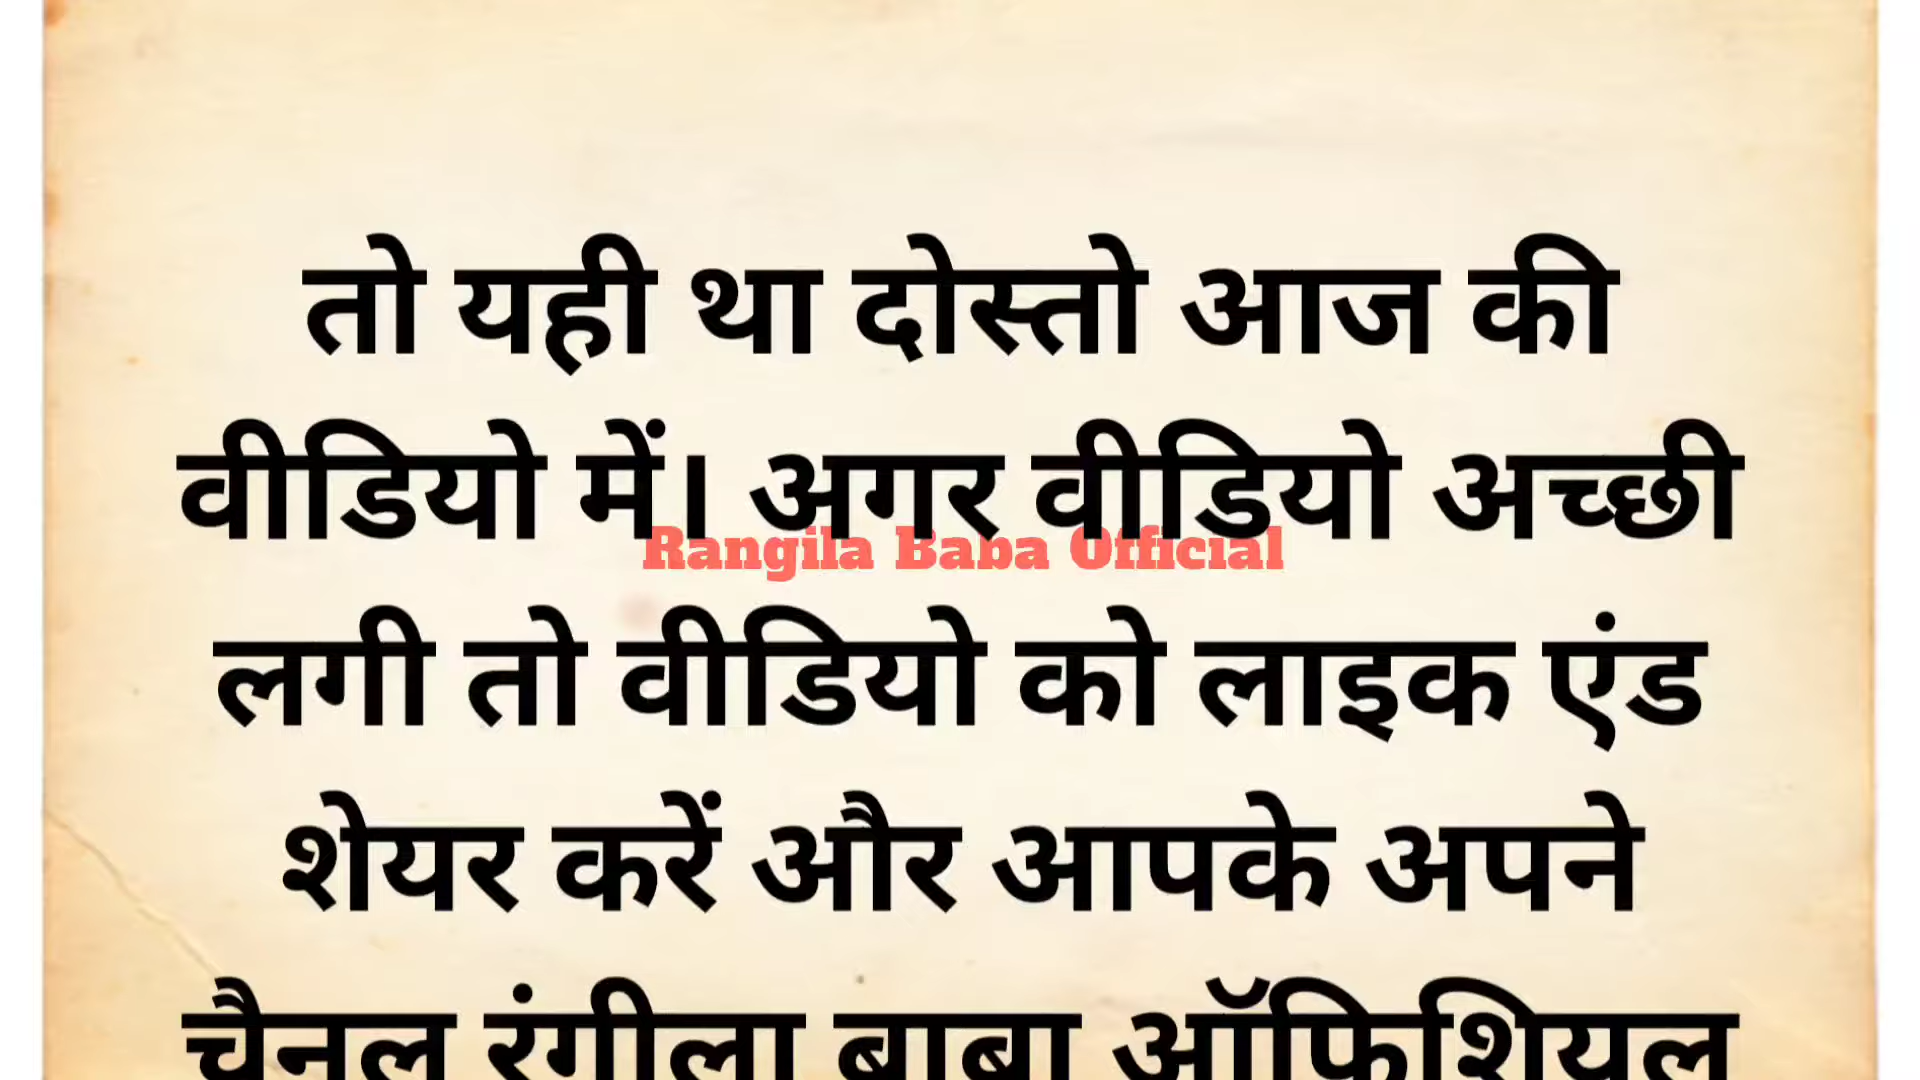 तो यही था दोस्तो आज की
वीडियो में। अगर वीडियो अच्छी
Rangila Baba Official
लगी तो वीडियो को लाइक एंड
शेयर करें और आपके अपने
चैनल रंगीला बाबा ऑफिशियल